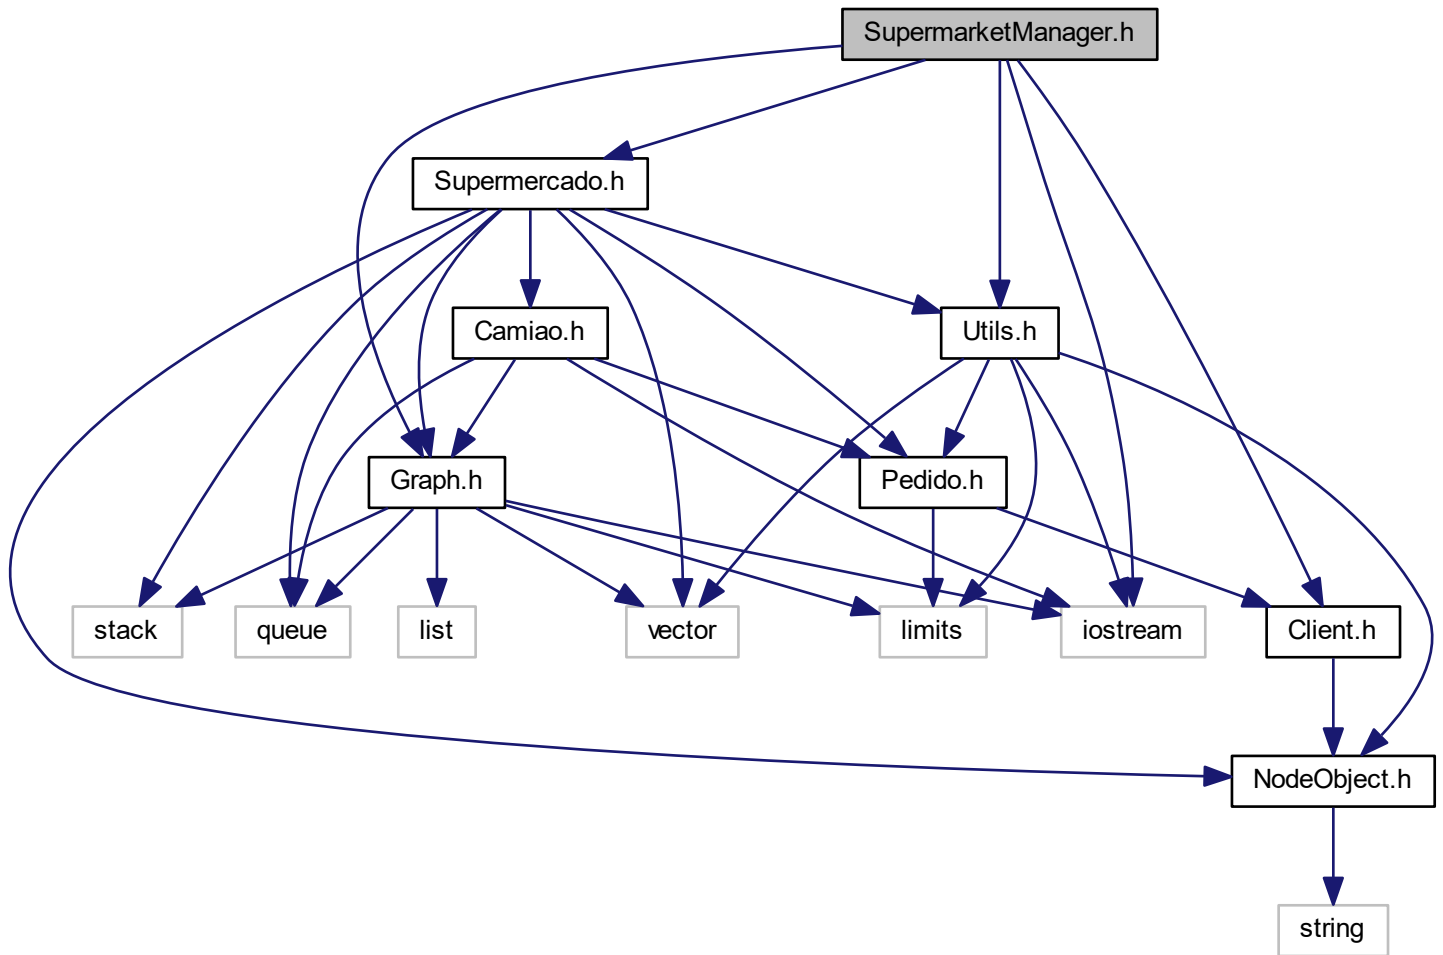 SupermarketManager.h
Supermercado.h
Camiao.h
Utils.h
Graph.h
Pedido.h
stack
queue
list
vector
limits
iostream
Client.h
NodeObject.h
string